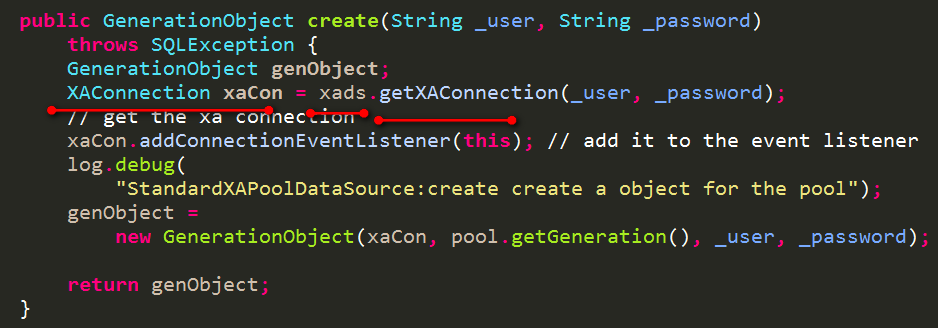 public GenerationObject create(String _user, String _password)
    throws SQLException {
    GenerationObject genObject;
    XAConnection xaCon = xads.getXAConnection(_user, _password);
    // get the xa connection
    xaCon.addConnectionEventListener(this); // add it to the event listener
    log.debug(
        "StandardXAPoolDataSource:create create a object for the pool");
    genObject =
        new GenerationObject(xaCon, pool.getGeneration(), _user, _password);
    return genObject;
}